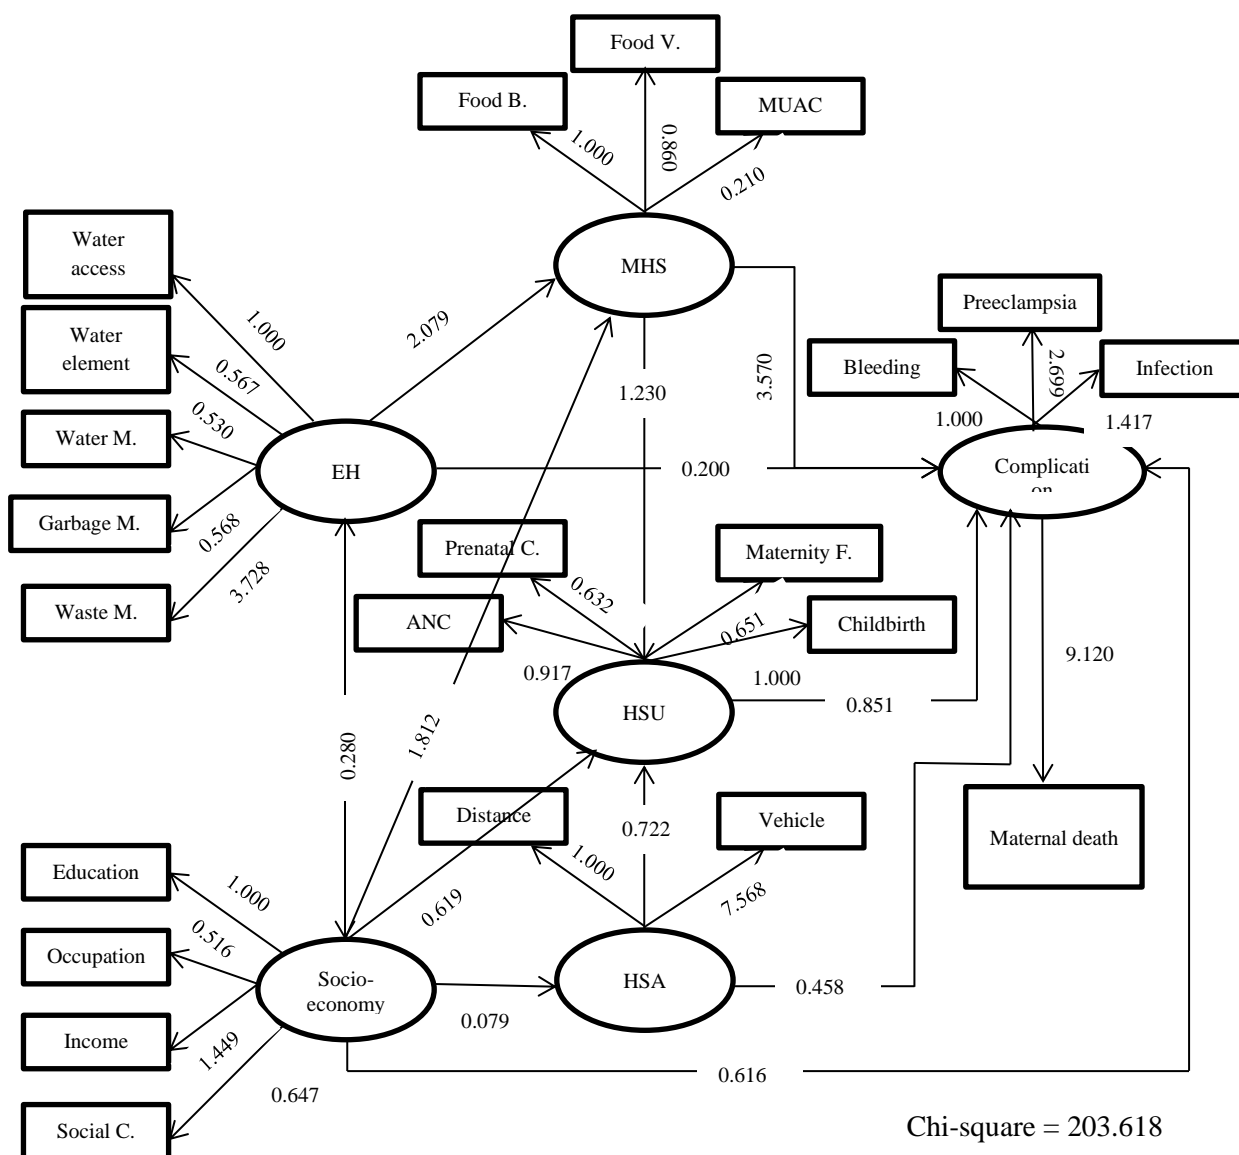 Food V.
Food B.
MUAC
1.000
0.860
0.210
Water
access
MHS
Preeclampsia
Water
element
1.000
2.079
Bleeding
2.699
Infection
0.567
3.570
1.230
1.000
1.417
Water M.
0.530
EH
0.200
Complicati
on
Garbage M.
0.568
Prenatal C.
Maternity F.
3.728
0.632
Waste M.
ANC
0.651
Childbirth
0.917
1.000
9.120
HSU
0.851
0.280
1.812
Distance
0.722
Vehicle
Maternal death
Education
1.000
1.000
7.568
0.619
0.516
Occupation
Socio-
economy
HSA
0.458
0.079
Income
1.449
0.616
0.647
Social C.
Chi-square = 203.618